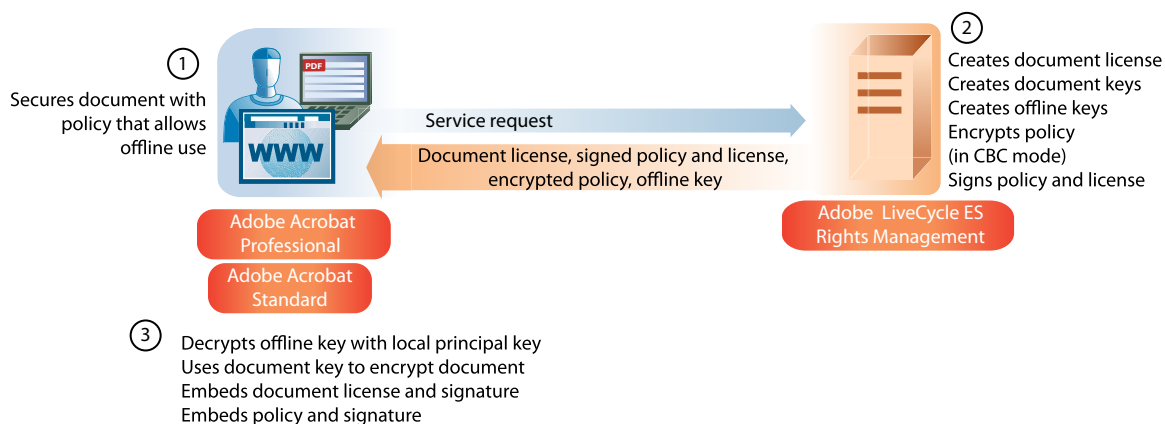 1
Secures document with
policy that allows
offline use
PDF
WWW
Adobe Acrobat
Professional
Adobe Acrobat
Standard
Service request
Document license, signed policy and license,
encrypted policy, offline key
2
Creates document license
Creates document keys
Creates offline keys
Encrypts policy
(in CBC mode)
Signs policy and license
Adobe LiveCycle ES
Rights Management
3
Decrypts offline key with local principal key
Uses document key to encrypt document
Embeds document license and signature
Embeds policy and signature